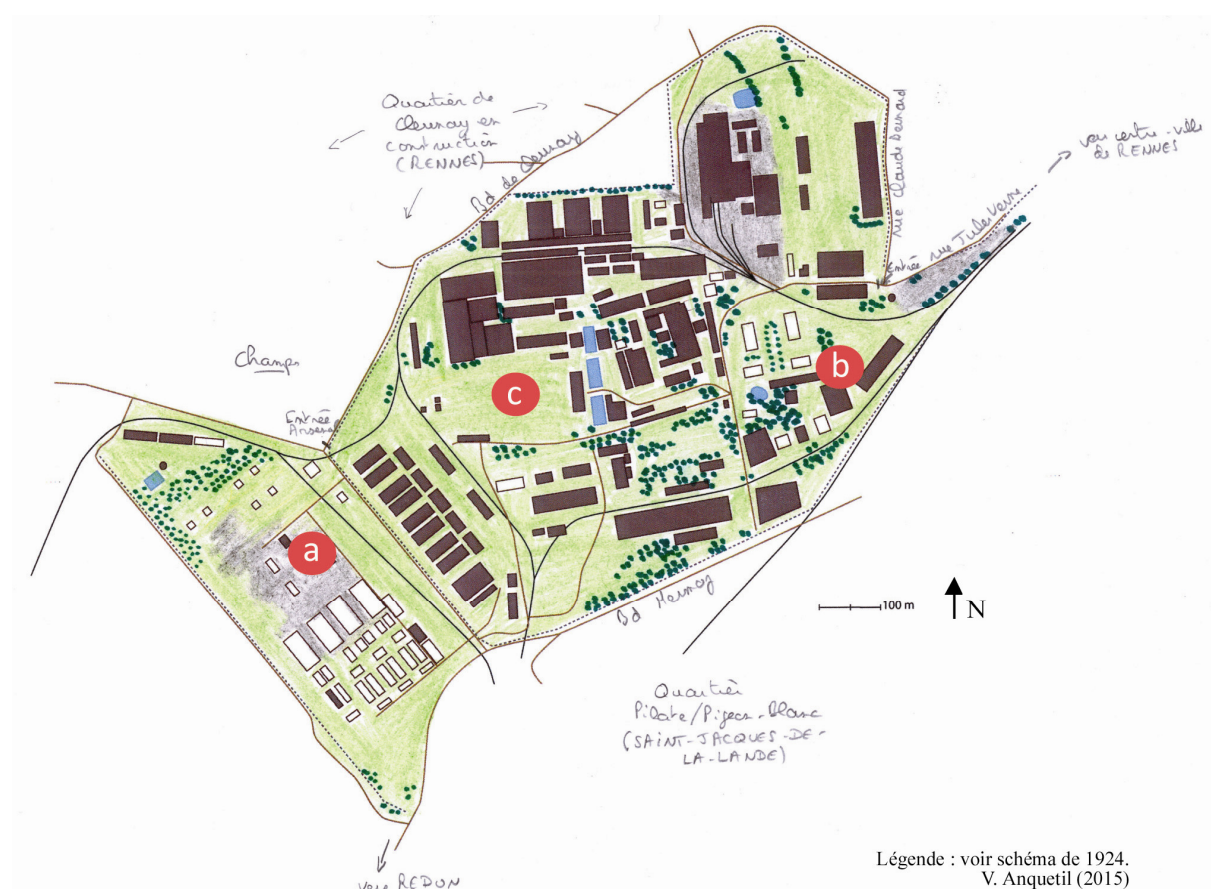 Quartier de
Cleunay en
construction
(RENNES)
Bd de Cleunay
rue Claude Bernard
vers centre-ville
de RENNES
Entrée
rue Jules Verne
Champs
Entrée
Arsenal
a
b
c
Bd Mermoz
100 m
N
Quartier
Pilate/Pigeon-Blanc
(SAINT-JACQUES-DE-
LA-LANDE)
vers REDON
Légende : voir schéma de 1924.
V. Anquetil (2015)